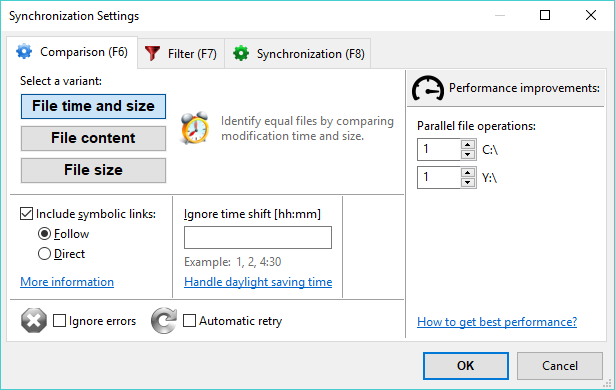 Synchronization Settings
Comparison (F6)
Filter (F7)
Synchronization (F8)
Select a variant:
File time and size
File content
File size
Identify equal files by comparing
modification time and size.
Include symbolic links:
Follow
Direct
More information
Ignore time shift [hh:mm]
Example: 1, 2, 4:30
Handle daylight saving time
Ignore errors
Automatic retry
Performance improvements:
Parallel file operations:
1 C:\
1 Y:\
How to get best performance?
OK
Cancel